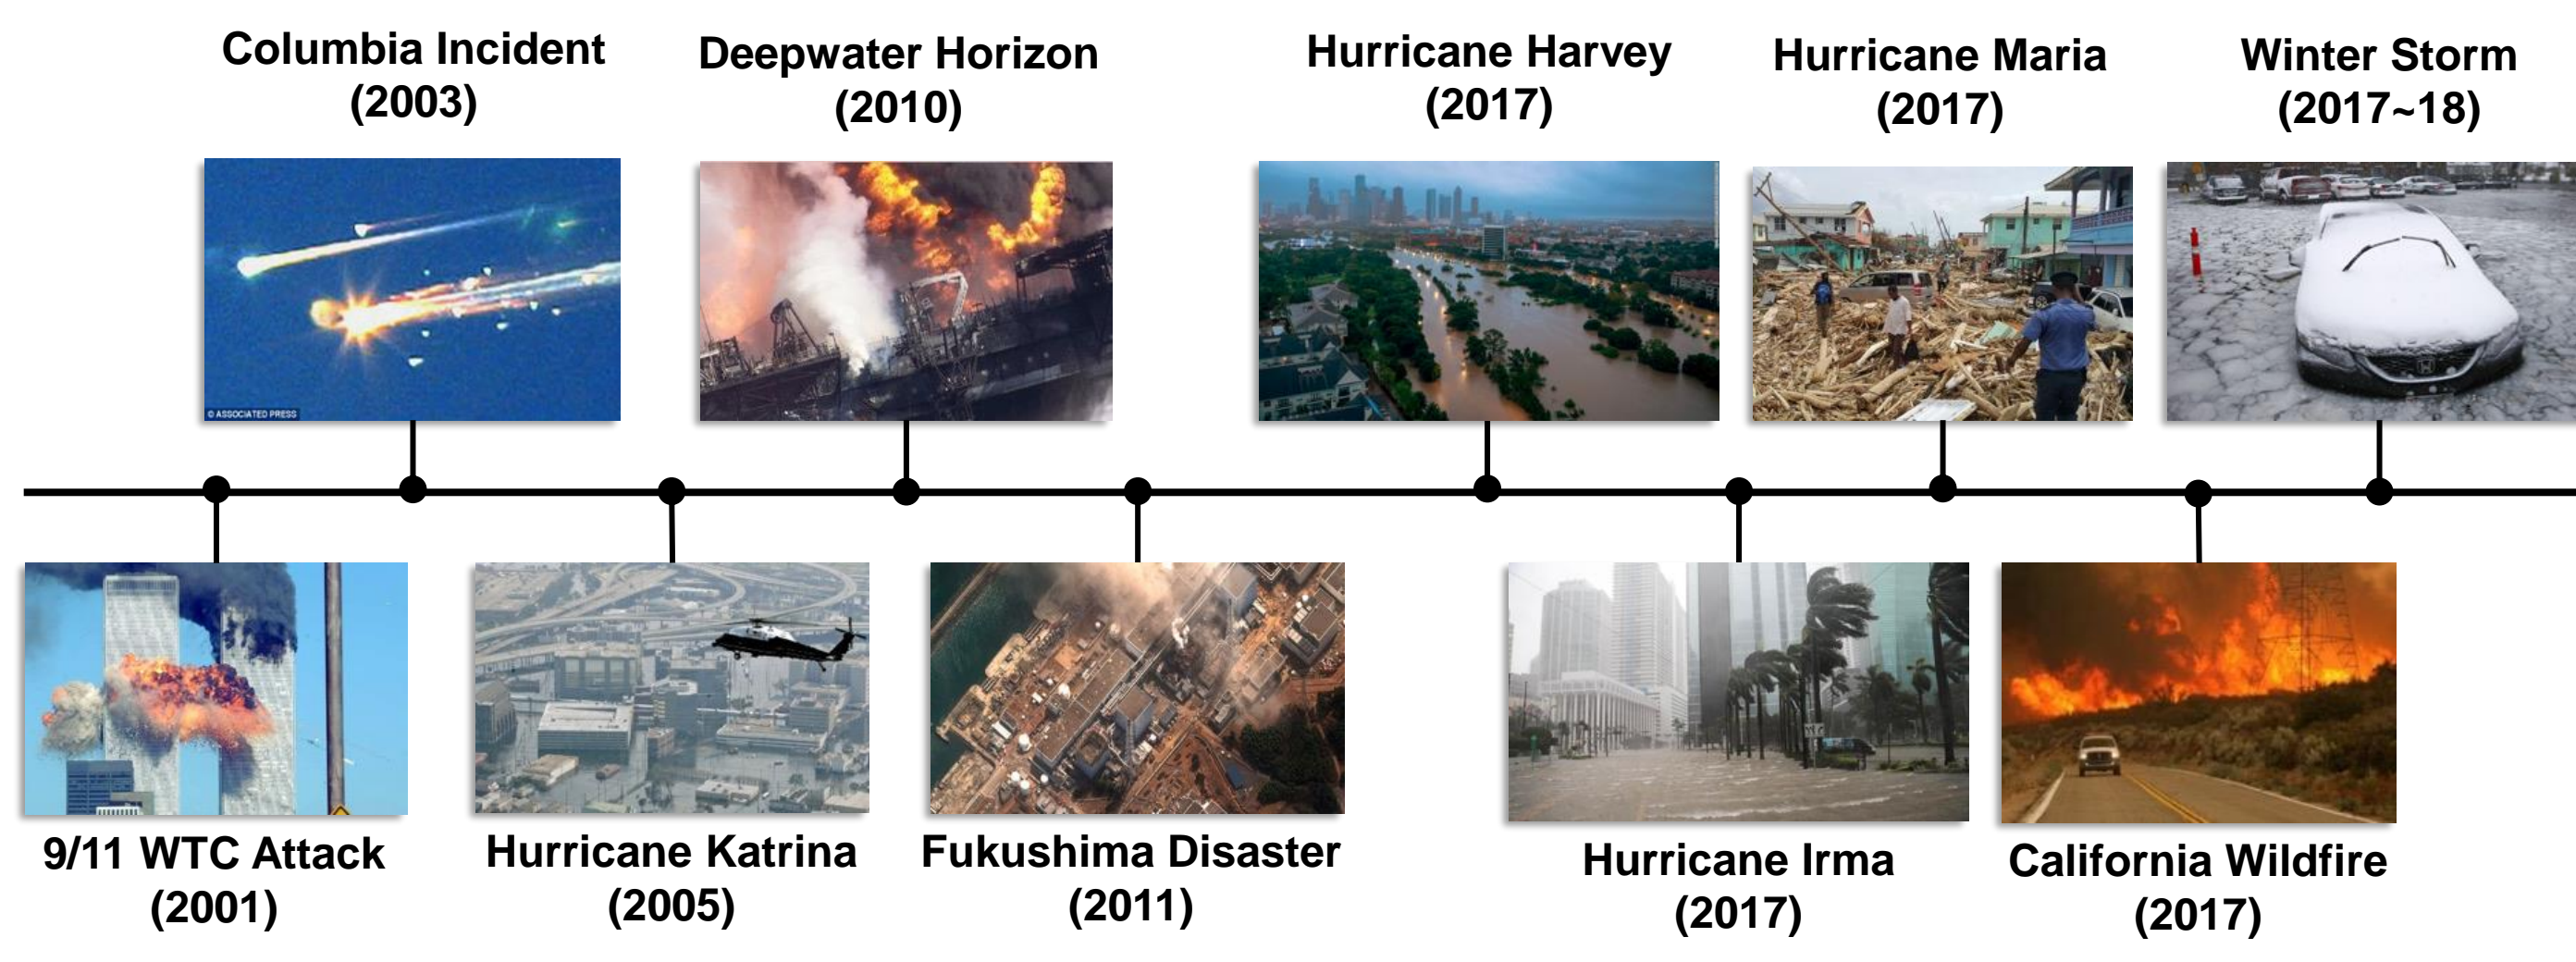 Columbia Incident
(2003)
Deepwater Horizon
(2010)
Hurricane Harvey
(2017)
Hurricane Maria
(2017)
Winter Storm
(2017~18)
© ASSOCIATED PRESS
9/11 WTC Attack
(2001)
Hurricane Katrina
(2005)
Fukushima Disaster
(2011)
Hurricane Irma
(2017)
California Wildfire
(2017)